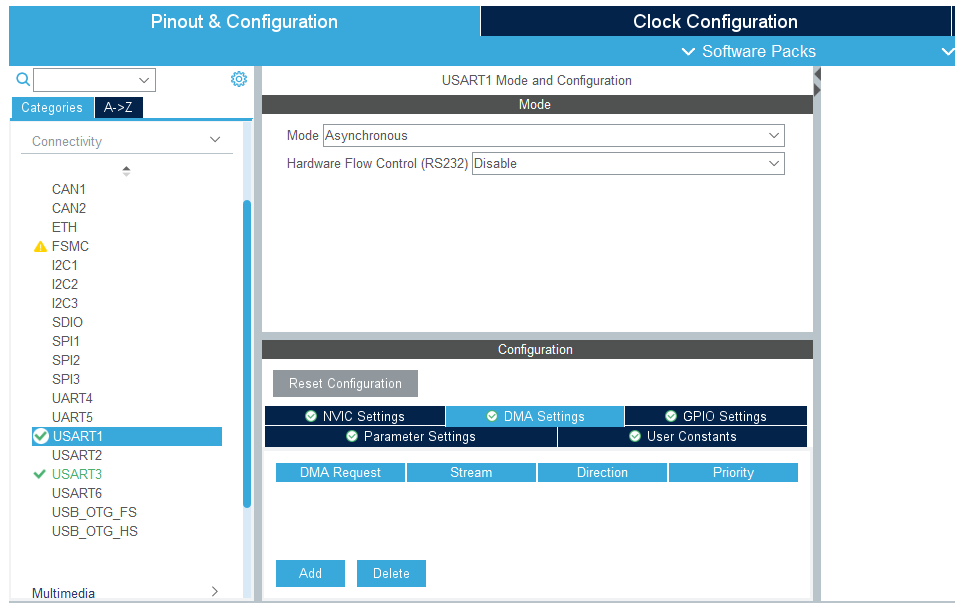 Pinout & Configuration
Clock Configuration
Software Packs
Categories
A->Z
Connectivity
CAN1
CAN2
ETH
FSMC
I2C1
I2C2
I2C3
SDIO
SPI1
SPI2
SPI3
UART4
UART5
USART1
USART2
USART3
USART6
USB_OTG_FS
USB_OTG_HS
Multimedia
USART1 Mode and Configuration
Mode
Mode Asynchronous
Hardware Flow Control (RS232) Disable
Configuration
Reset Configuration
NVIC Settings
DMA Settings
GPIO Settings
Parameter Settings
User Constants
DMA Request
Stream
Direction
Priority
Add
Delete